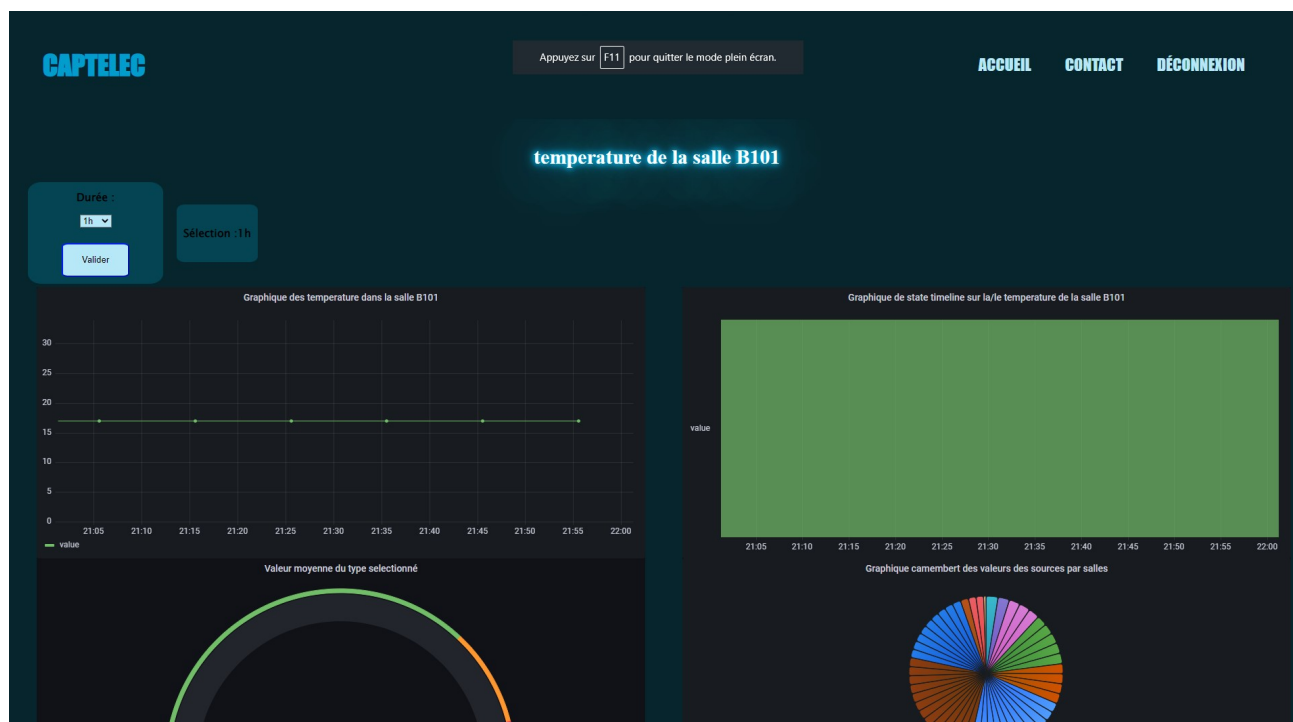 CAPTELEC
Appuyez sur F11 pour quitter le mode plein écran.
ACCUEIL CONTACT DÉCONNEXION
temperature de la salle B101
Durée :
1h
Valider
Sélection :1h
Graphique des temperature dans la salle B101
30
25
20
15
10
5
0
21:05 21:10 21:15 21:20 21:25 21:30 21:35 21:40 21:45 21:50 21:55 22:00
value
Graphique de state timeline sur la/le temperature de la salle B101
value
21:05 21:10 21:15 21:20 21:25 21:30 21:35 21:40 21:45 21:50 21:55 22:00
Valeur moyenne du type selectionné
Graphique camembert des valeurs des sources par salles